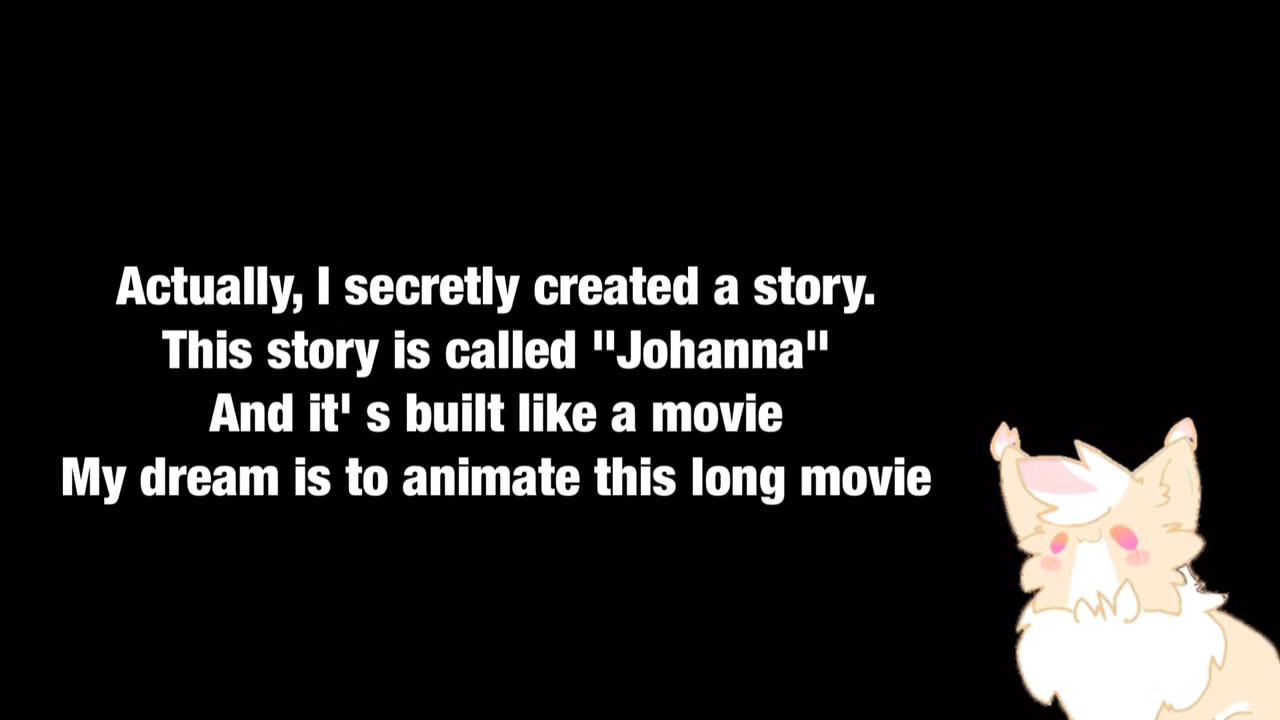 Actually, I secretly created a story.
This story is called "Johanna"
And it' s built like a movie
My dream is to animate this long movie